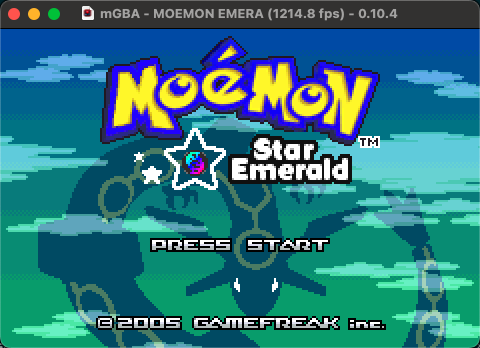 mGBA - MOEMON EMERA (1214.8 fps) - 0.10.4
MoéMoN
TM
Star
Emerald
PRESS START
©2005 GAMEFREAK inc.